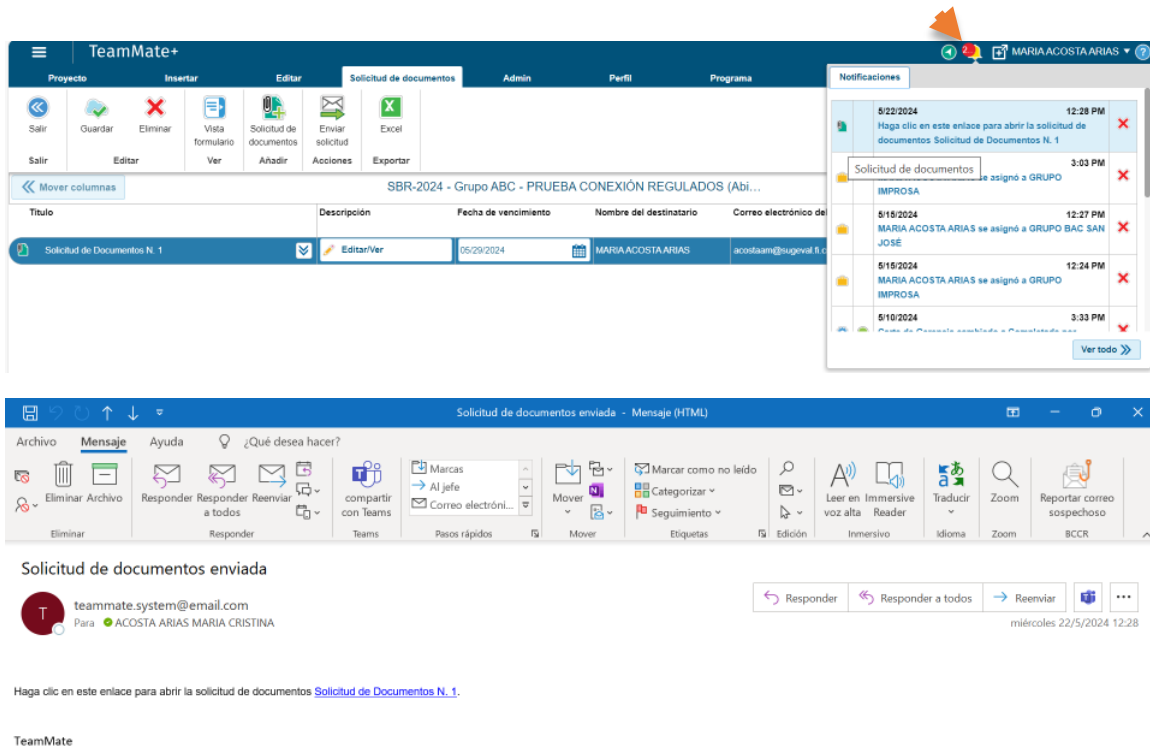 TeamMate+
2...
MARIA ACOSTA ARIAS
?
Proyecto Insertar Editar Solicitud de documentos Admin Perfil Programa
Salir Guardar Eliminar Vista formulario Solicitud de documentos Enviar solicitud Excel
Salir Editar Ver Añadir Acciones Exportar
Mover columnas
SBR-2024 - Grupo ABC - PRUEBA CONEXIÓN REGULADOS (Abi...
Título Descripción Fecha de vencimiento Nombre del destinatario Correo electrónico del
Solicitud de Documentos N. 1 Editar/Ver 05/29/2024 MARIA ACOSTA ARIAS acostaam@sugeval.fi.c
Notificaciones
5/22/2024 12:28 PM
Haga clic en este enlace para abrir la solicitud de
documentos Solicitud de Documentos N. 1
Solicitud de documentos
3:03 PM
se asignó a GRUPO
IMPROSA
5/15/2024 12:27 PM
MARIA ACOSTA ARIAS se asignó a GRUPO BAC SAN
JOSÉ
5/15/2024 12:24 PM
MARIA ACOSTA ARIAS se asignó a GRUPO
IMPROSA
5/10/2024 3:33 PM
Ver todo
Solicitud de documentos enviada - Mensaje (HTML)
Archivo Mensaje Ayuda ¿Qué desea hacer?
Eliminar Archivo
Responder Responder a todos Reenviar
compartir con Teams
Marcas
Al jefe
Correo electróni...
Mover
Marcar como no leído
Categorizar
Seguimiento
Leer en voz alta Immersive Reader
Traducir
Zoom
Reportar correo sospechoso
Eliminar Responder Teams Pasos rápidos Mover Etiquetas Edición Inmersivo Idioma Zoom BCCR
Solicitud de documentos enviada
T
teammate.system@email.com
Para ACOSTA ARIAS MARIA CRISTINA
Responder Responder a todos Reenviar
miércoles 22/5/2024 12:28
Haga clic en este enlace para abrir la solicitud de documentos Solicitud de Documentos N. 1.
TeamMate